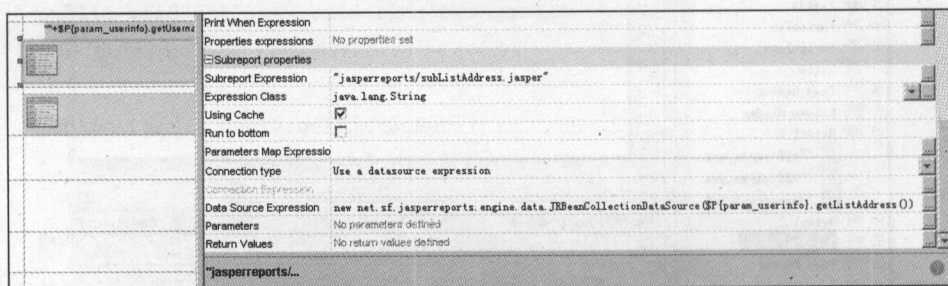 ""+$P{param_userinfo}.getUserna
Print When Expression
Properties expressions No properties set
Subreport properties
Subreport Expression "jasperreports/subListAddress.jasper"
Expression Class java.lang.String
Using Cache
Run to bottom
Parameters Map Expressio
Connection type Use a datasource expression
Connection Expression
Data Source Expression new net.sf.jasperreports.engine.data.JRBeanCollectionDataSource($P{param_userinfo}.getListAddress())
Parameters No parameters defined
Return Values No return values defined
"jasperreports/...